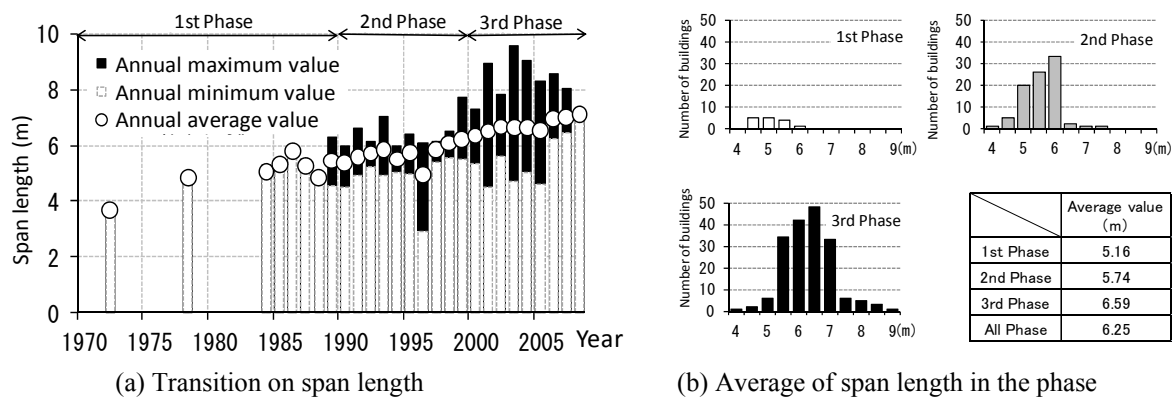 1st Phase 2nd Phase 3rd Phase
10
8
6
4
2
0
Span length (m)
Annual maximum value
Annual minimum value
Annual average value
1970 1975 1980 1985 1990 1995 2000 2005 Year
(a) Transition on span length
Number of buildings
50
40
30
20
10
0
1st Phase
4 5 6 7 8 9(m)
Number of buildings
50
40
30
20
10
0
2nd Phase
4 5 6 7 8 9(m)
Number of buildings
50
40
30
20
10
0
3rd Phase
4 5 6 7 8 9(m)
Average value
(m)
1st Phase 5.16
2nd Phase 5.74
3rd Phase 6.59
All Phase 6.25
(b) Average of span length in the phase